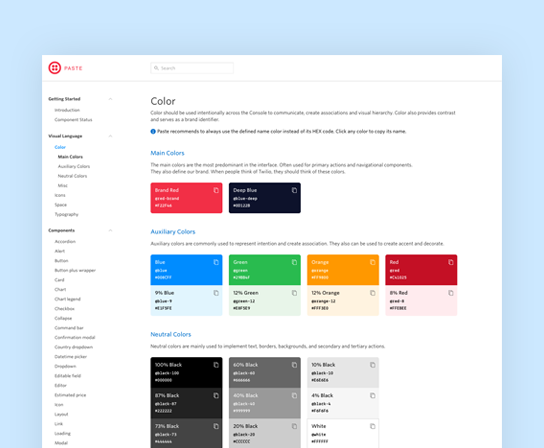 PASTE
Search
Getting Started
Introduction
Component Status
Visual Language
Color
Main Colors
Auxiliary Colors
Neutral Colors
Misc
Icons
Space
Typography
Components
Accordion
Alert
Button
Button plus wrapper
Card
Chart
Chart legend
Checkbox
Collapse
Command bar
Confirmation modal
Country dropdown
Datetime picker
Dropdown
Editable field
Editor
Estimated price
Icon
Layout
Link
Loading
Modal
Color
Color should be used intentionally across the Console to communicate, create associations and visual hierarchy. Color also provides contrast
and serves as a brand identifier.
Paste recommends to always use the defined name color instead of its HEX code. Click any color to copy its name.
Main Colors
The main colors are the most predominant in the interface. Often used for primary actions and navigational components.
They also define our brand. When people think of Twilio, they should think of these colors.
Brand Red
@red-brand
Deep Blue
@blue-deep
Auxiliary Colors
Auxiliary colors are commonly used to represent intention and create association. They also can be used to create accent and decorate.
Blue
@blue
Green
@green
Orange
@orange
Red
@red
9% Blue
@blue-9
12% Green
@green-12
12% Orange
@orange-12
8% Red
@red-8
Neutral Colors
Neutral colors are mainly used to implement text, borders, backgrounds, and secondary and tertiary actions.
100% Black
@black-100
#000000
60% Black
@black-60
#666666
10% Black
@black-10
#E6E6E6
87% Black
@black-87
#222222
40% Black
@black-40
#999999
4% Black
@black-4
73% Black
@black-73
20% Black
@black-20
#CCCCCC
White
@white
#FFFFFF